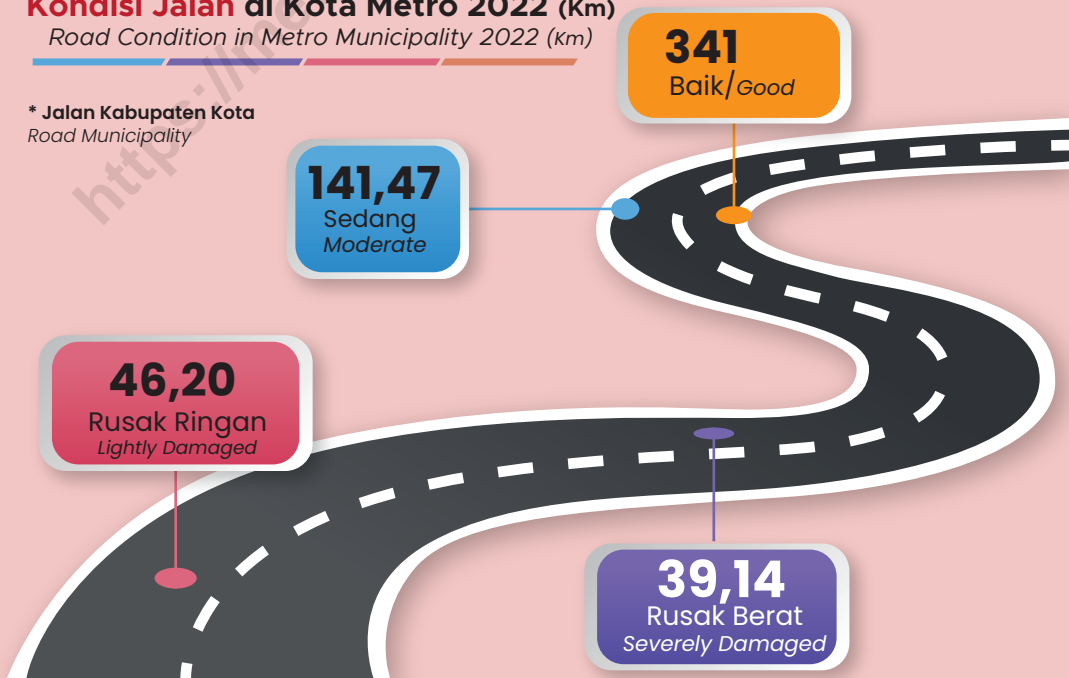 Kondisi Jalan di Kota Metro 2022 (Km)
Road Condition in Metro Municipality 2022 (Km)
* Jalan Kabupaten Kota
Road Municipality
341
Baik/Good
141,47
Sedang
Moderate
46,20
Rusak Ringan
Lightly Damaged
39,14
Rusak Berat
Severely Damaged
https://m